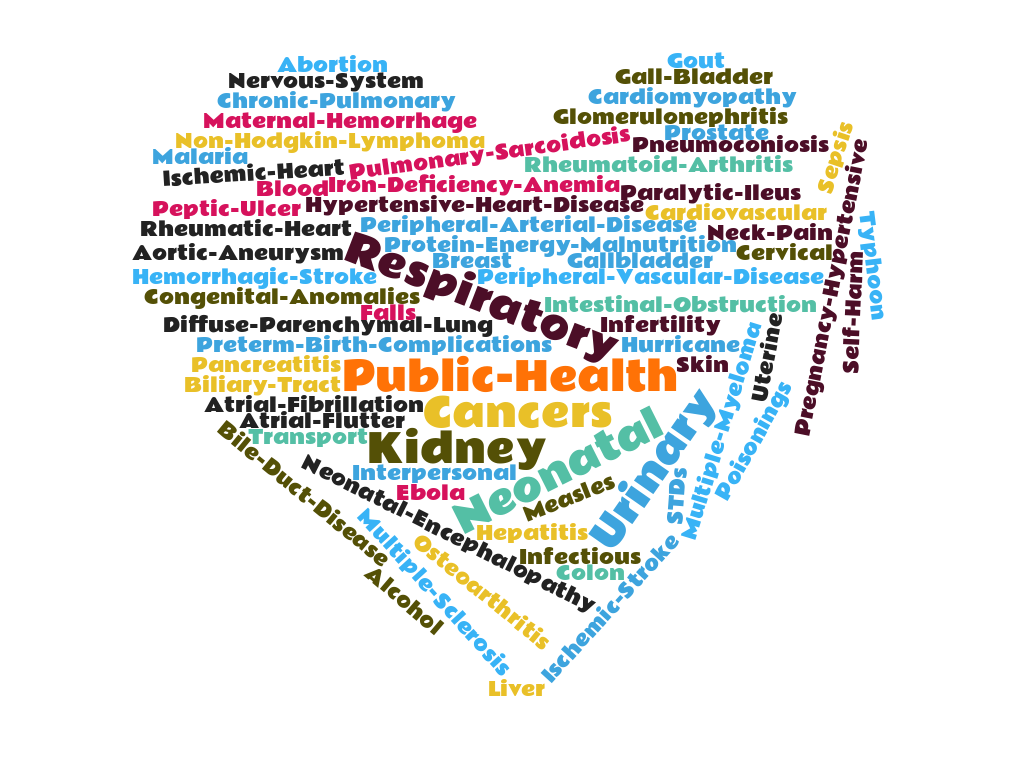 Abortion
Gout
Nervous-System
Gall-Bladder
Chronic-Pulmonary
Cardiomyopathy
Maternal-Hemorrhage
Glomerulonephritis
Non-Hodgkin-Lymphoma
Pulmonary-Sarcoidosis
Prostate
Pneumoconiosis
Sepsis
Malaria
Ischemic-Heart
Rheumatoid-Arthritis
Blood
Iron-Deficiency-Anemia
Paralytic-Ileus
Peptic-Ulcer
Hypertensive-Heart-Disease
Cardiovascular
Rheumatic-Heart
Peripheral-Arterial-Disease
Neck-Pain
Aortic-Aneurysm
Protein-Energy-Malnutrition
Cervical
Breast
Gallbladder
Typhoon
Pregnancy-Hypertensive
Self-Harm
Hemorrhagic-Stroke
Respiratory
Peripheral-Vascular-Disease
Congenital-Anomalies
Intestinal-Obstruction
Falls
Diffuse-Parenchymal-Lung
Infertility
Preterm-Birth-Complications
Hurricane
Uterine
Pancreatitis
Public-Health
Skin
Biliary-Tract
Atrial-Fibrillation
Cancers
Multiple-Myeloma
Poisonings
Atrial-Flutter
Transport
Kidney
Neonatal
Urinary
Bile-Duct-Disease
Neonatal-Encephalopathy
Interpersonal
Ebola
Measles
STDs
Multiple-Sclerosis
Osteoarthritis
Hepatitis
Infectious
Colon
Ischemic-Stroke
Alcohol
Liver